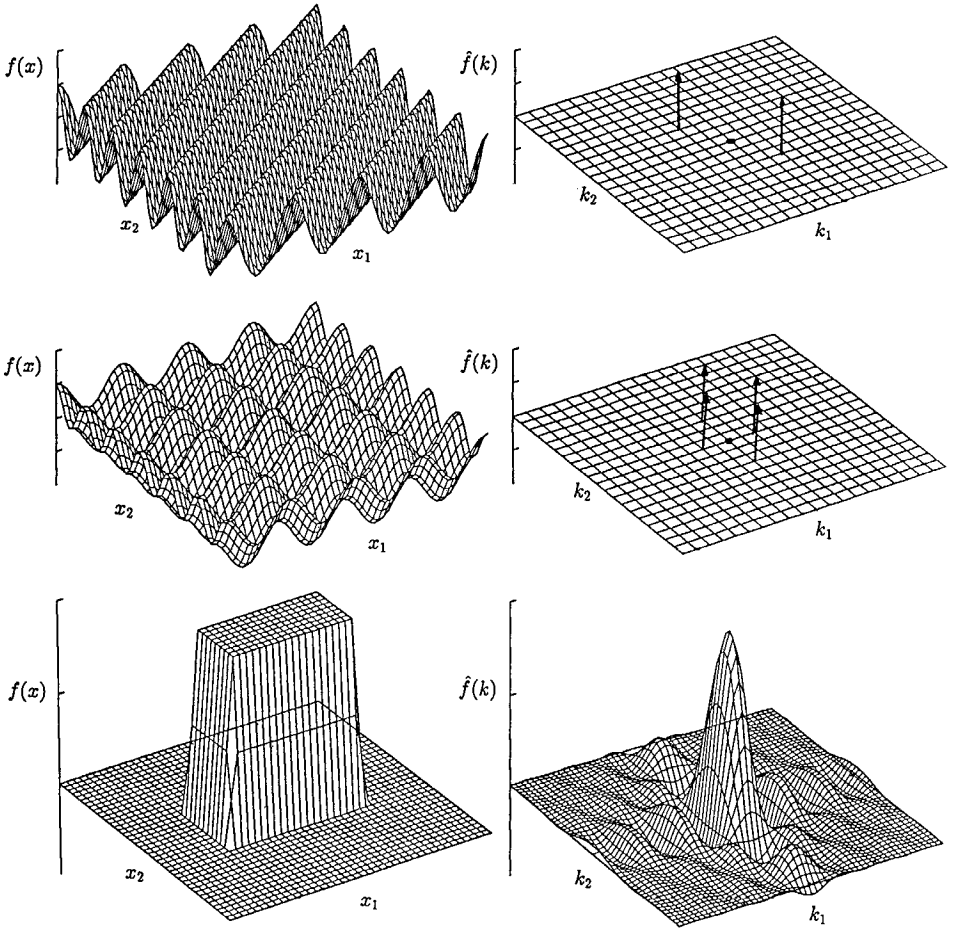 f(x)
x₂
x₁
f̂(k)
k₂
k₁
f(x)
x₂
x₁
f̂(k)
k₂
k₁
f(x)
x₂
x₁
f̂(k)
k₂
k₁